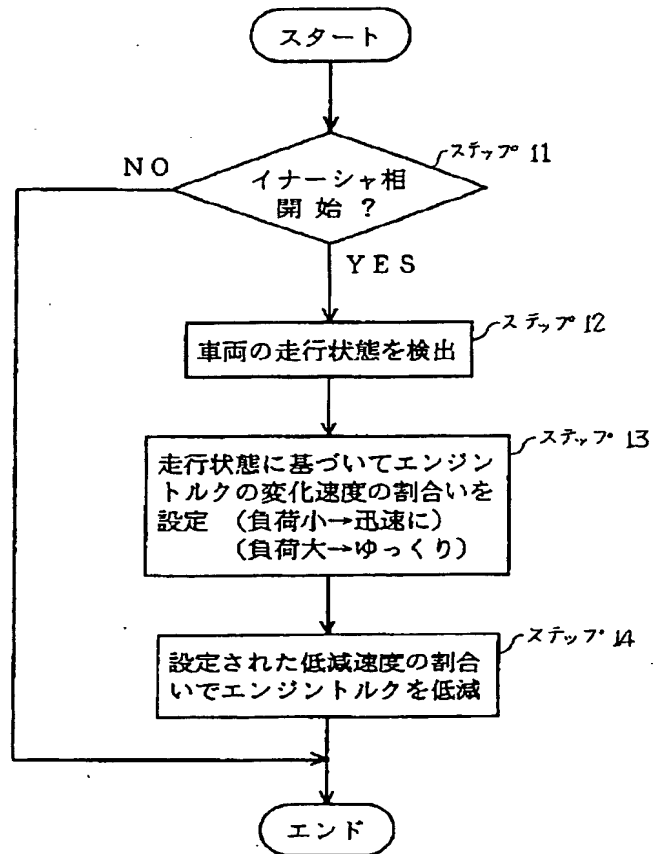 スタート
ステップ 11
NO
イナーシャ相
開始?
YES
ステップ 12
車両の走行状態を検出
ステップ 13
走行状態に基づいてエンジン
トルクの変化速度の割合いを
設定 (負荷小→迅速に)
(負荷大→ゆっくり)
ステップ 14
設定された低減速度の割合
いでエンジントルクを低減
エンド